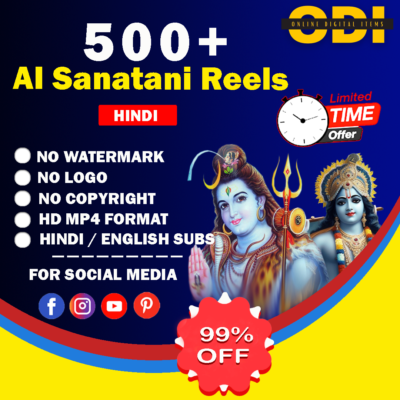 ODI
ONLINE DIGITAL ITEMS
500+
AI Sanatani Reels
HINDI
Limited
TIME
Offer
NO WATERMARK
NO LOGO
NO COPYRIGHT
HD MP4 FORMAT
HINDI / ENGLISH SUBS
FOR SOCIAL MEDIA
99%
OFF